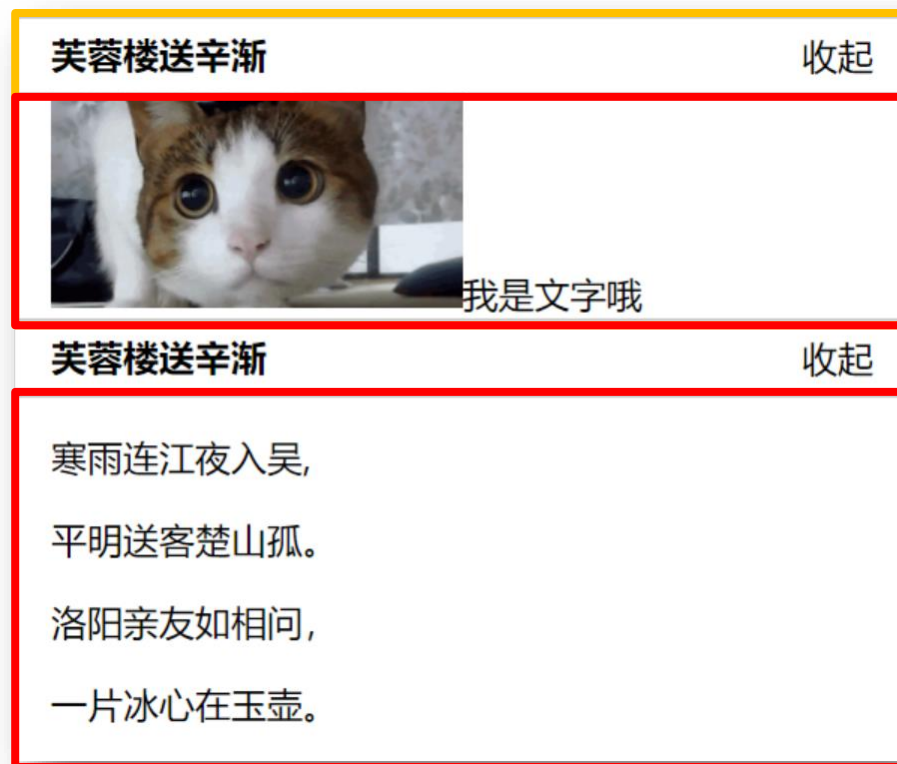 芙蓉楼送辛渐 收起
我是文字哦
芙蓉楼送辛渐 收起
寒雨连江夜入吴,
平明送客楚山孤。
洛阳亲友如相问，
一片冰心在玉壶。